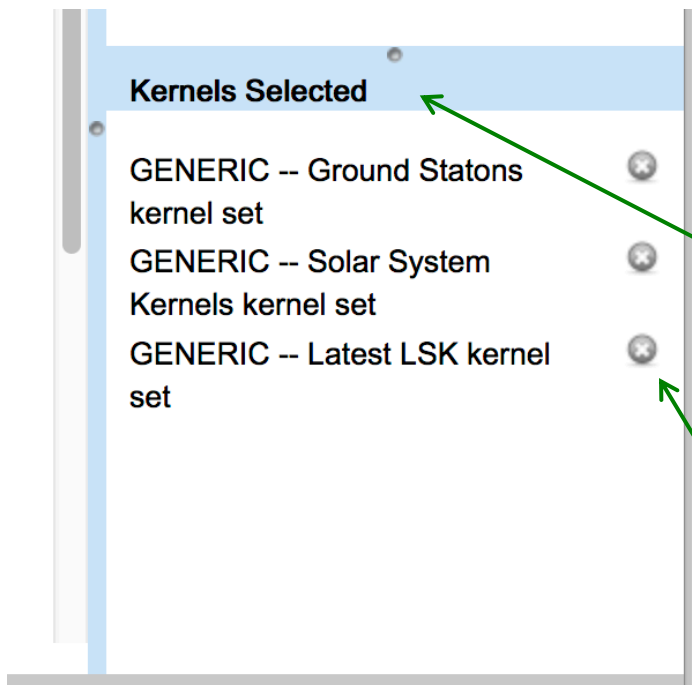 Kernels Selected
GENERIC -- Ground Statons
kernel set
GENERIC -- Solar System
Kernels kernel set
GENERIC -- Latest LSK kernel
set